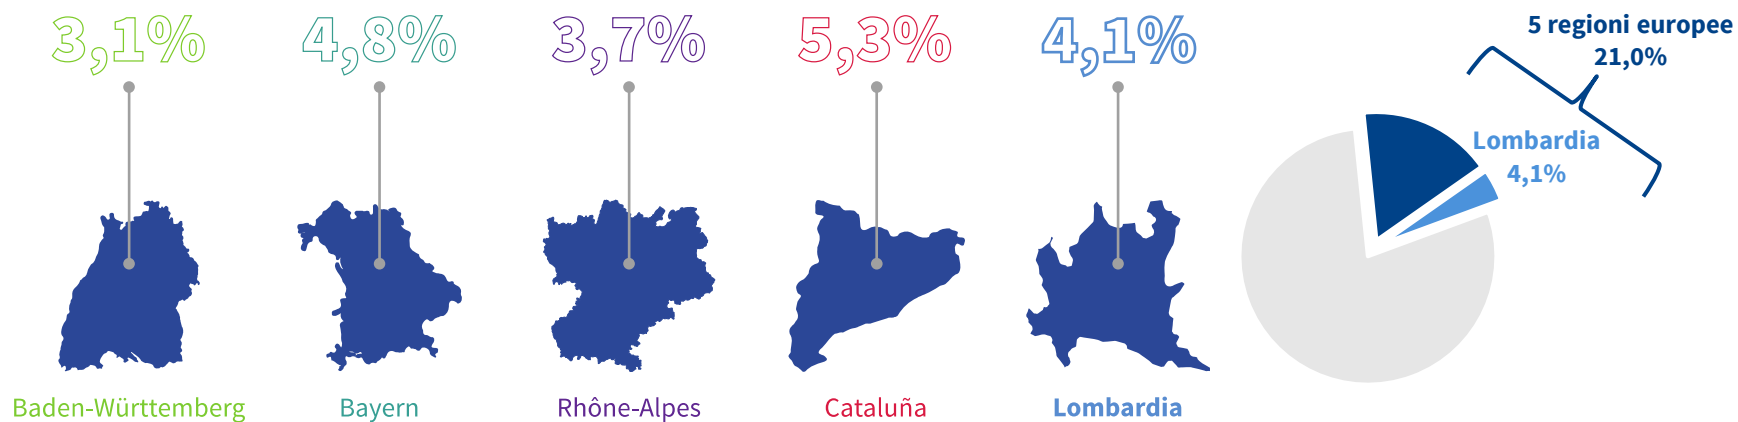 3,1%
4,8%
3,7%
5,3%
4,1%
Baden-Württemberg
Bayern
Rhône-Alpes
Cataluña
Lombardia
5 regioni europee
21,0%
Lombardia
4,1%